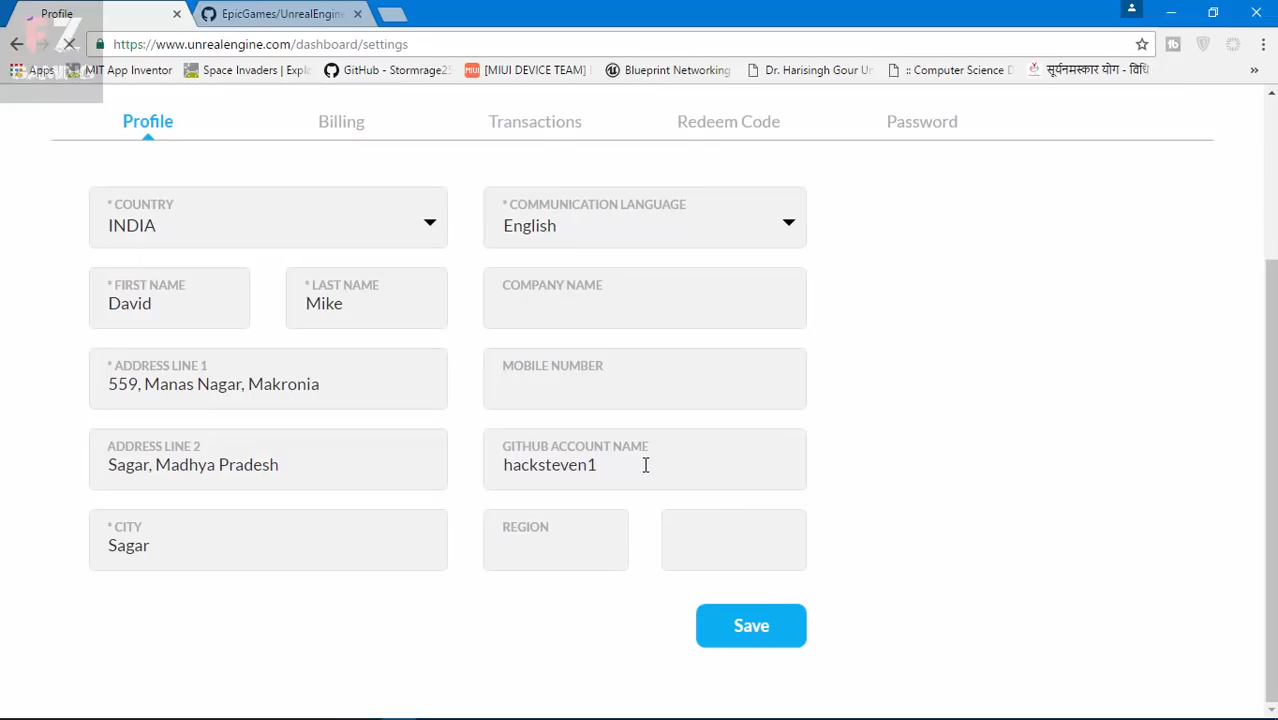 Profile
EpicGames/UnrealEngin
https://www.unrealengine.com/dashboard/settings
Apps
MIT App Inventor
Space Invaders | Expl
GitHub - Stormrage25
[MIUI DEVICE TEAM]
Blueprint Networking
Dr. Harisingh Gour Un
:: Computer Science D
सूर्यनमस्कार योग - विधि
Profile
Billing
Transactions
Redeem Code
Password
* COUNTRY
INDIA
* COMMUNICATION LANGUAGE
English
* FIRST NAME
David
* LAST NAME
Mike
COMPANY NAME
* ADDRESS LINE 1
559, Manas Nagar, Makronia
MOBILE NUMBER
ADDRESS LINE 2
Sagar, Madhya Pradesh
GITHUB ACCOUNT NAME
hacksteven1
* CITY
Sagar
REGION
Save